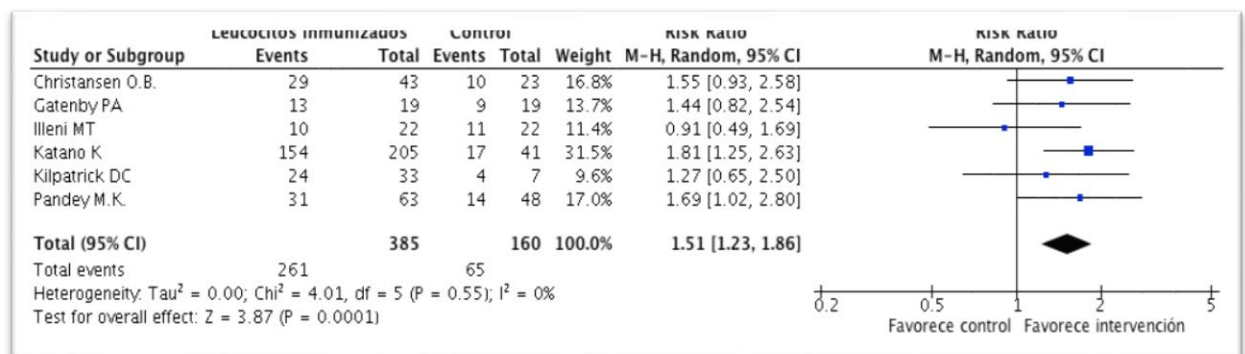 Leucocitos inmunizados Control Risk Ratio Risk Ratio
Study or Subgroup Events Total Events Total Weight M-H, Random, 95% CI M-H, Random, 95% CI
Christansen O.B. 29 43 10 23 16.8% 1.55 [0.93, 2.58]
Gatenby PA 13 19 9 19 13.7% 1.44 [0.82, 2.54]
Illeni MT 10 22 11 22 11.4% 0.91 [0.49, 1.69]
Katano K 154 205 17 41 31.5% 1.81 [1.25, 2.63]
Kilpatrick DC 24 33 4 7 9.6% 1.27 [0.65, 2.50]
Pandey M.K. 31 63 14 48 17.0% 1.69 [1.02, 2.80]
Total (95% CI) 385 160 100.0% 1.51 [1.23, 1.86]
Total events 261 65
Heterogeneity: Tau² = 0.00; Chi² = 4.01, df = 5 (P = 0.55); I² = 0%
Test for overall effect: Z = 3.87 (P = 0.0001)
0.2 0.5 1 2 5
Favorece control Favorece intervención